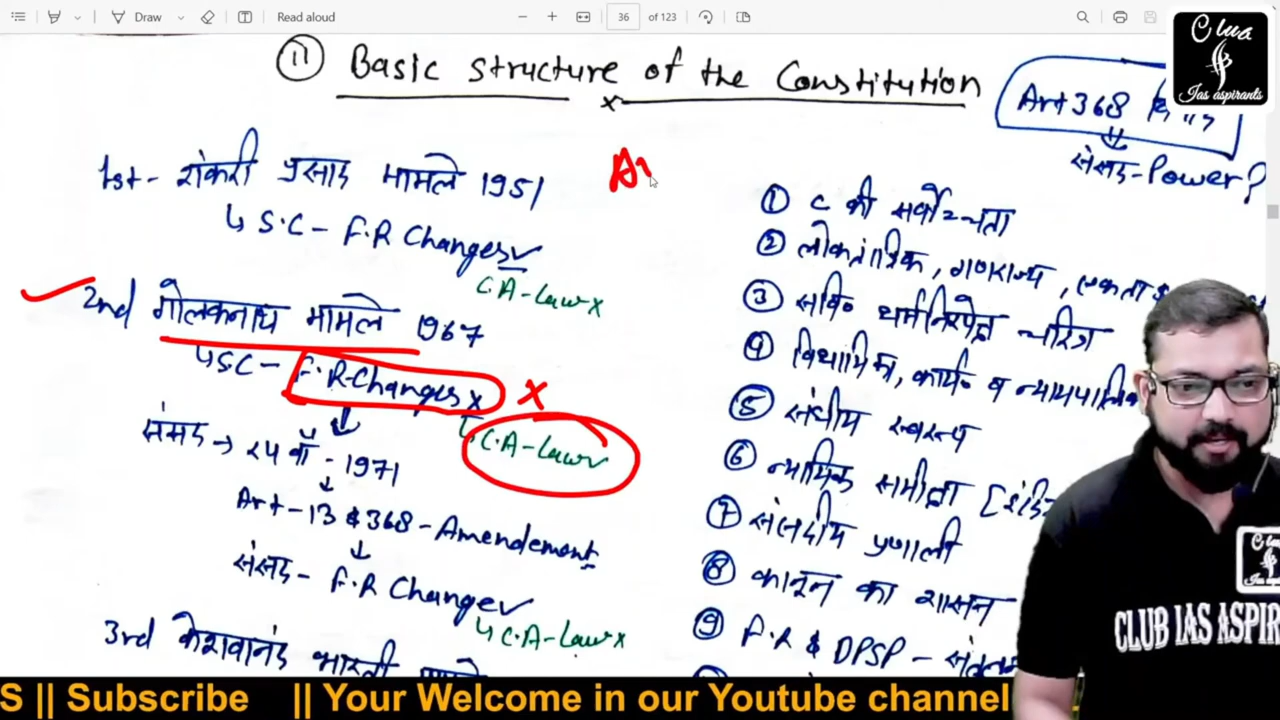 Draw
Read aloud
36 of 123
Club
Ias aspirants
11 Basic structure of the Constitution
Art 368
संसद - Power?
1st - शंकरी प्रसाद मामले 1951
↳ S.C - F.R Changes✓
C.A - Law x
2nd गोलकनाथ मामले 1967
↳ SC - F.R Changes x
x
↳ C.A - Law✓
संसद → 24 वाँ - 1971
↓
Art - 13 & 368 - Amendement
↓
संसद - F.R Change✓
↳ C.A - Law x
3rd केशवानंद भारती
① C की सर्वोच्चता
② लोकतांत्रिक, गणराज्य, एकता
③ संवि० धर्मनिरपेक्ष चरित्र
④ विधायिका, कार्य० व न्यायपालिका
⑤ संघीय स्वरूप
⑥ न्यायिक समीक्षा
⑦ संसदीय प्रणाली
⑧ कानून का शासन
⑨ F.R & DPSP -
CLUB IAS ASPIR
S || Subscribe || Your Welcome in our Youtube channel